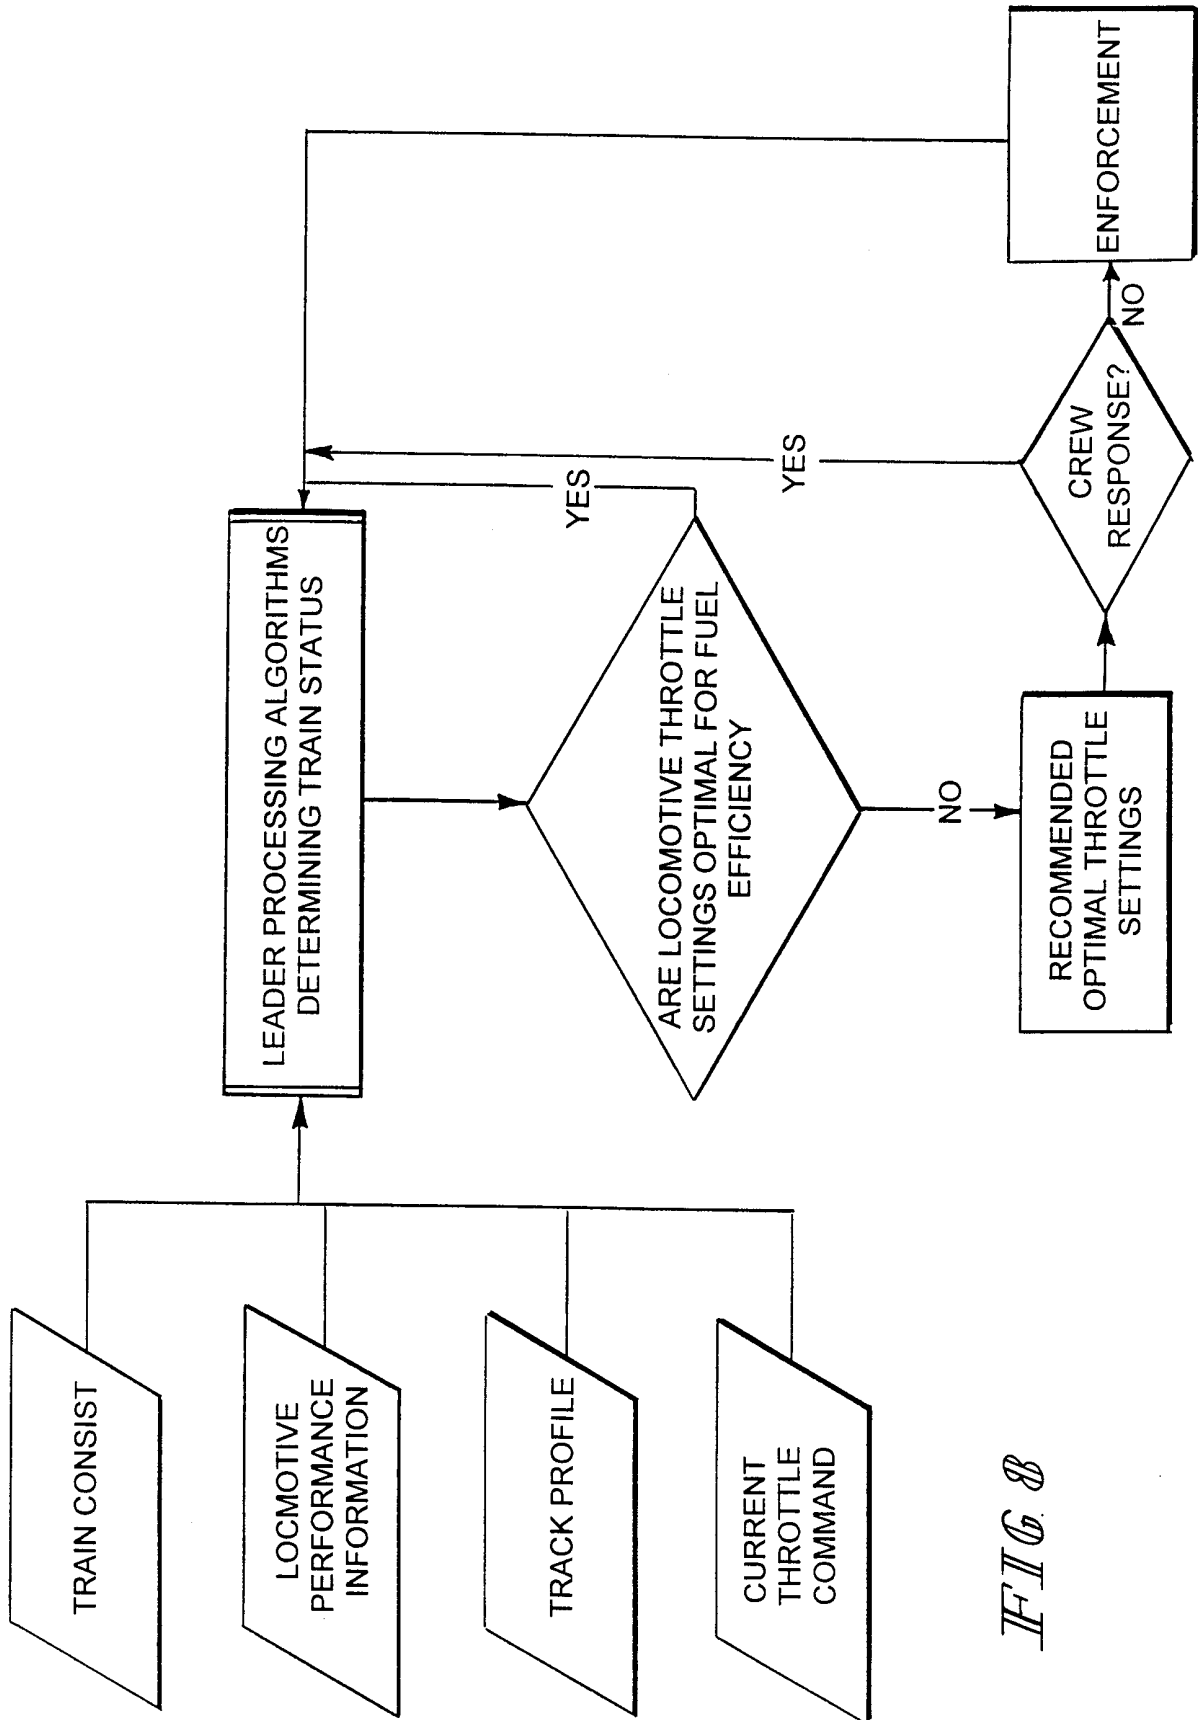 TRAIN CONSIST
LOCMOTIVE
PERFORMANCE
INFORMATION
TRACK PROFILE
CURRENT
THROTTLE
COMMAND
LEADER PROCESSING ALGORITHMS
DETERMINING TRAIN STATUS
ARE LOCOMOTIVE THROTTLE
SETTINGS OPTIMAL FOR FUEL
EFFICIENCY
YES
NO
RECOMMENDED
OPTIMAL THROTTLE
SETTINGS
CREW
RESPONSE?
YES
NO
ENFORCEMENT
FIG. 8